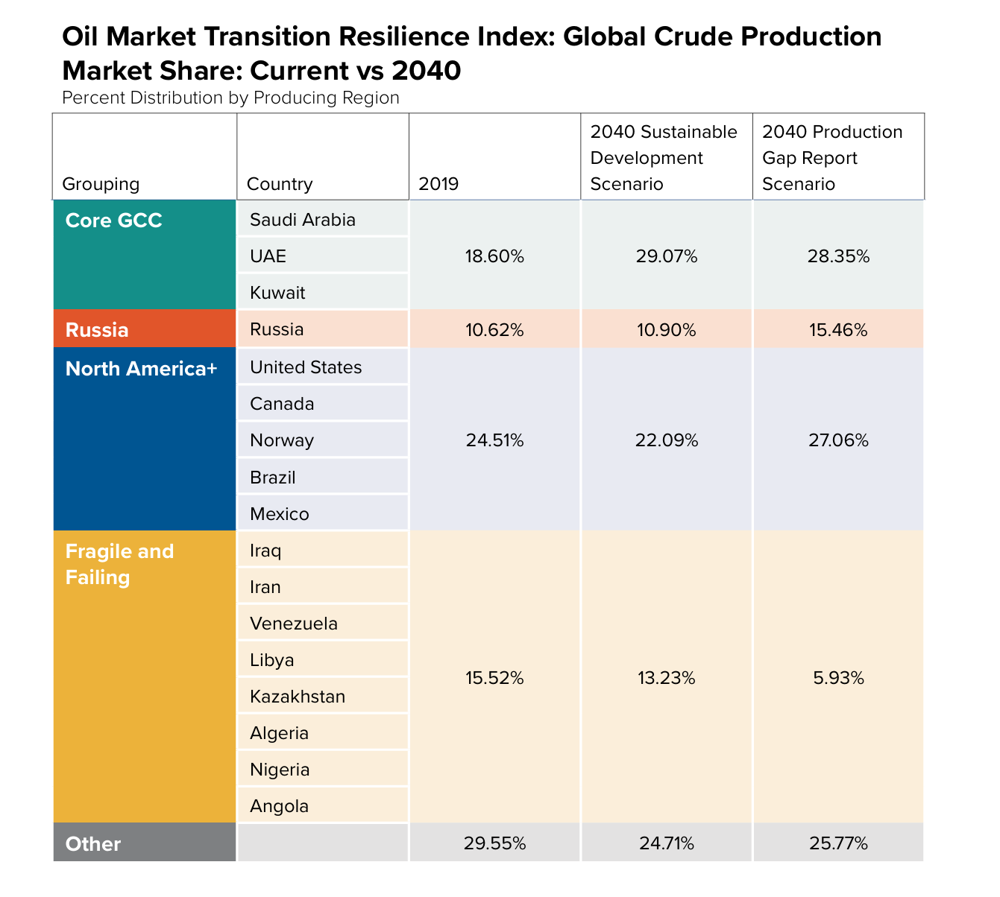 Oil Market Transition Resilience Index: Global Crude Production
Market Share: Current vs 2040
Percent Distribution by Producing Region
Grouping
Country
2019
2040 Sustainable
Development
Scenario
2040 Production
Gap Report
Scenario
Core GCC
Saudi Arabia
UAE
Kuwait
18.60%
29.07%
28.35%
Russia
Russia
10.62%
10.90%
15.46%
North America+
United States
Canada
Norway
Brazil
Mexico
24.51%
22.09%
27.06%
Fragile and
Failing
Iraq
Iran
Venezuela
Libya
Kazakhstan
Algeria
Nigeria
Angola
15.52%
13.23%
5.93%
Other
29.55%
24.71%
25.77%